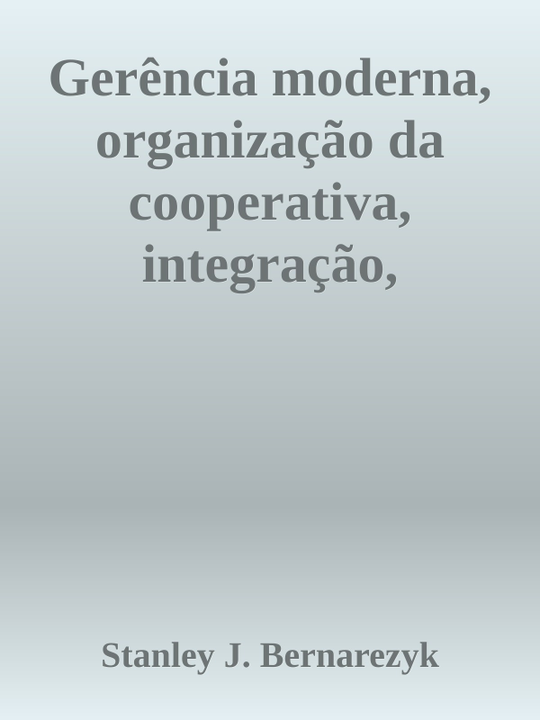 Gerência moderna,
organização da
cooperativa,
integração,
Stanley J. Bernarezyk